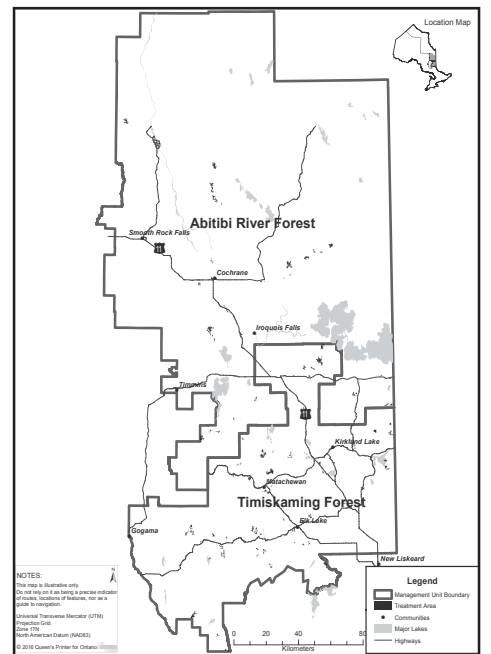 Location Map
Abitibi River Forest
Smooth Rock Falls
11
Cochrane
Iroquois Falls
Timmins
11
Kirkland Lake
Matachewan
Timiskaming Forest
Elk Lake
Gogama
New Liskeard
NOTES:
N
This map is illustrative only.
Do not rely on it as being a precise indicator
of routes, locations of features, nor as a
guide to navigation.
Universal Transverse Mercator (UTM)
Projection Grid
Zone 17N
North American Datum (NAD83)
© 2016 Queen's Printer for Ontario
0 20 40 60 80
Kilometers
Legend
Management Unit Boundary
Treatment Area
Communities
Major Lakes
Highways